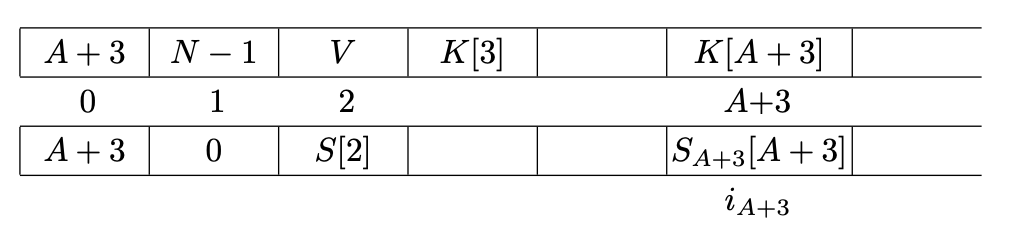 A + 3 N − 1 V K[3] K[A + 3]
0 1 2 A+3
A + 3 0 S[2] S_{A+3}[A + 3]
i_{A+3}